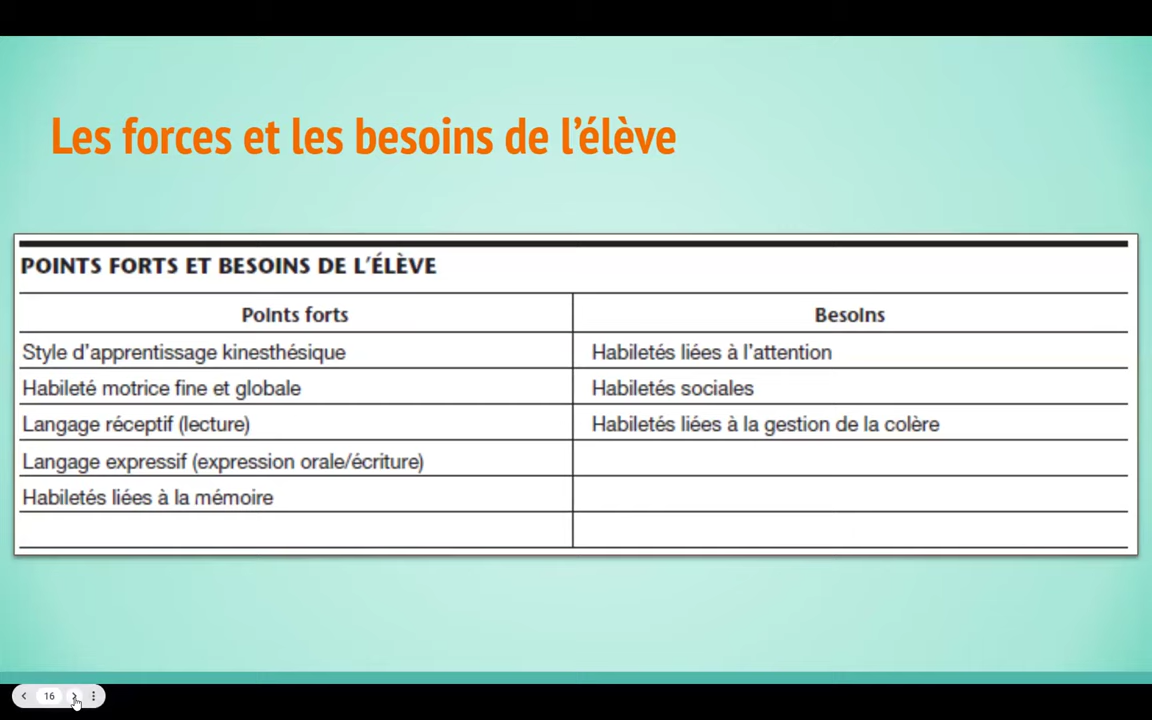 Les forces et les besoins de l’élève
POINTS FORTS ET BESOINS DE L’ÉLÈVE
Points forts
Besoins
Style d’apprentissage kinesthésique
Habiletés liées à l’attention
Habileté motrice fine et globale
Habiletés sociales
Langage réceptif (lecture)
Habiletés liées à la gestion de la colère
Langage expressif (expression orale/écriture)
Habiletés liées à la mémoire
16